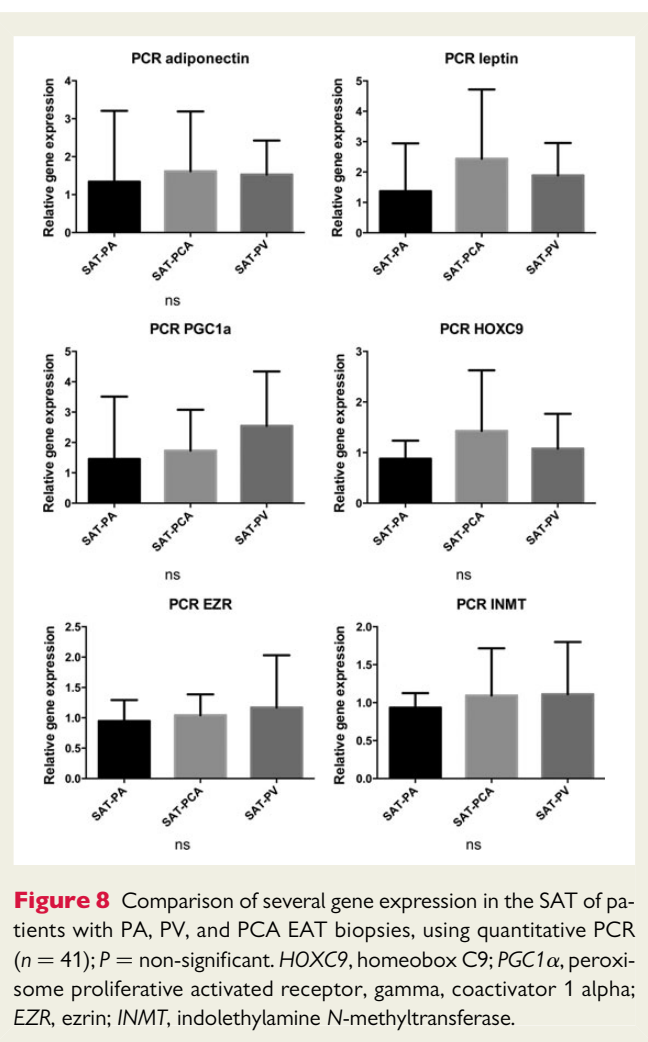 PCR adiponectin
Relative gene expression
4
3
2
1
0
SAT-PA
SAT-PCA
SAT-PV
ns
PCR leptin
Relative gene expression
5
4
3
2
1
0
SAT-PA
SAT-PCA
SAT-PV
PCR PGC1a
Relative gene expression
5
4
3
2
1
0
SAT-PA
SAT-PCA
SAT-PV
ns
PCR HOXC9
Relative gene expression
3
2
1
0
SAT-PA
SAT-PCA
SAT-PV
ns
PCR EZR
Relative gene expression
2.5
2.0
1.5
1.0
0.5
0.0
SAT-PA
SAT-PCA
SAT-PV
ns
PCR INMT
Relative gene expression
2.0
1.5
1.0
0.5
0.0
SAT-PA
SAT-PCA
SAT-PV
ns
Figure 8 Comparison of several gene expression in the SAT of pa-
tients with PA, PV, and PCA EAT biopsies, using quantitative PCR
(n = 41); P = non-significant. HOXC9, homeobox C9; PGC1α, peroxi-
some proliferative activated receptor, gamma, coactivator 1 alpha;
EZR, ezrin; INMT, indolethylamine N-methyltransferase.